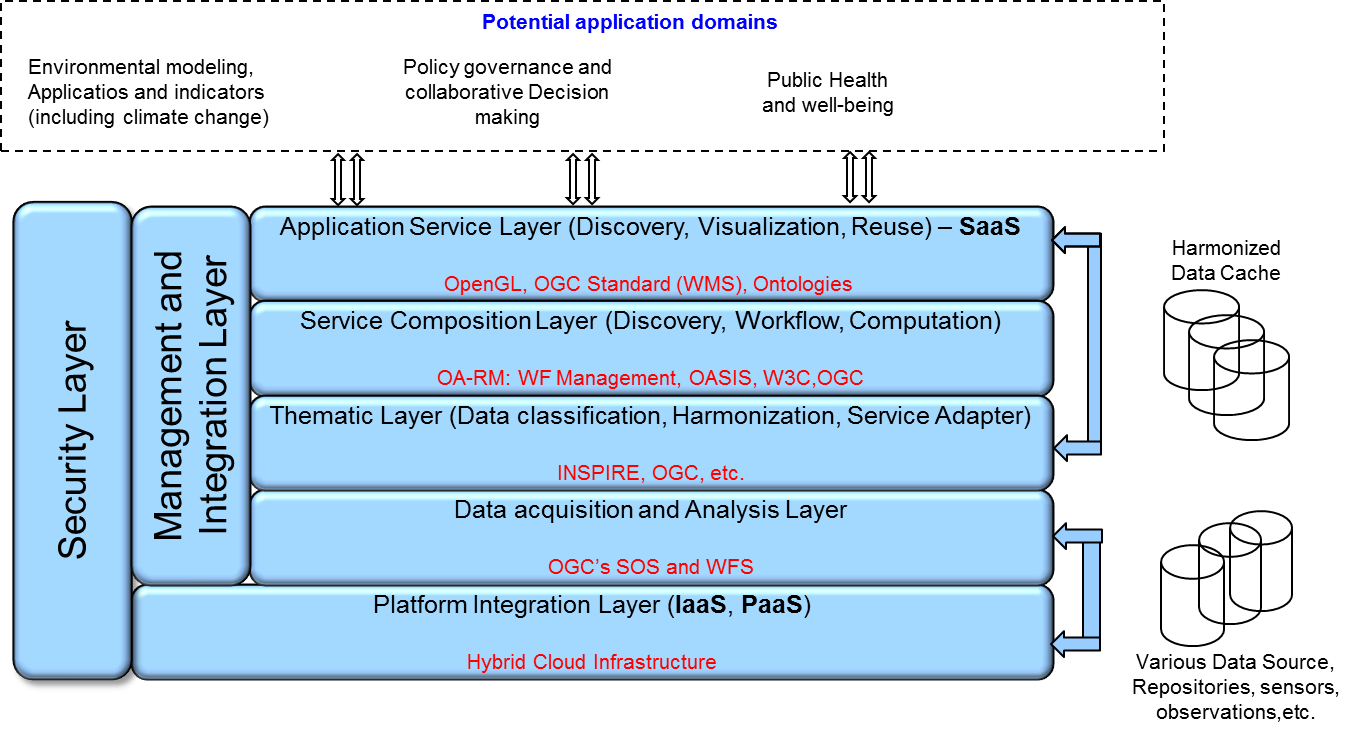 Potential application domains
Environmental modeling,
Applicatios and indicators
(including climate change)
Policy governance and
collaborative Decision
making
Public Health
and well-being
Security Layer
Management and
Integration Layer
Application Service Layer (Discovery, Visualization, Reuse) – SaaS
OpenGL, OGC Standard (WMS), Ontologies
Service Composition Layer (Discovery, Workflow, Computation)
OA-RM: WF Management, OASIS, W3C,OGC
Thematic Layer (Data classification, Harmonization, Service Adapter)
INSPIRE, OGC, etc.
Data acquisition and Analysis Layer
OGC’s SOS and WFS
Platform Integration Layer (IaaS, PaaS)
Hybrid Cloud Infrastructure
Harmonized
Data Cache
Various Data Source,
Repositories, sensors,
observations,etc.